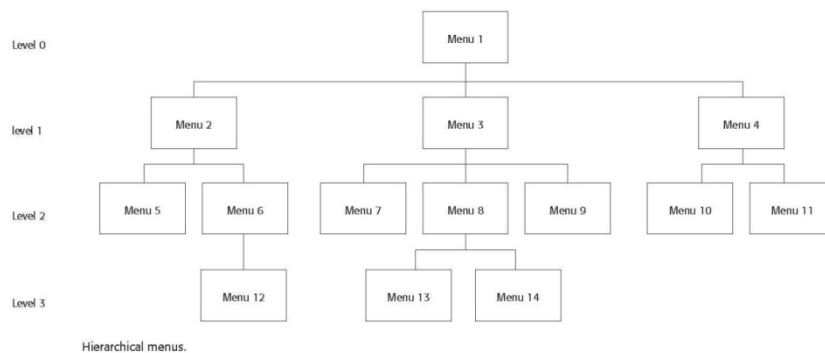 Level 0
Menu 1
level 1
Menu 2
Menu 3
Menu 4
Level 2
Menu 5
Menu 6
Menu 7
Menu 8
Menu 9
Menu 10
Menu 11
Level 3
Menu 12
Menu 13
Menu 14
Hierarchical menus.